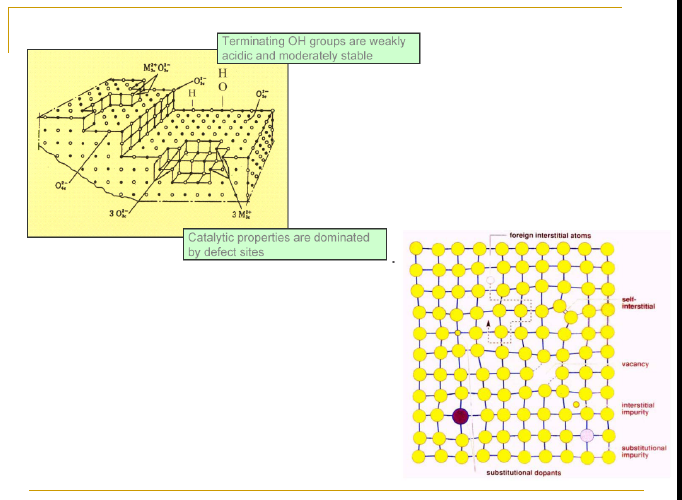 Terminating OH groups are weakly
acidic and moderately stable
H
O
H
Catalytic properties are dominated
by defect sites
foreign interstitial atoms
self-
interstitial
vacancy
interstitial
impurity
substitutional
impurity
substitutional dopants